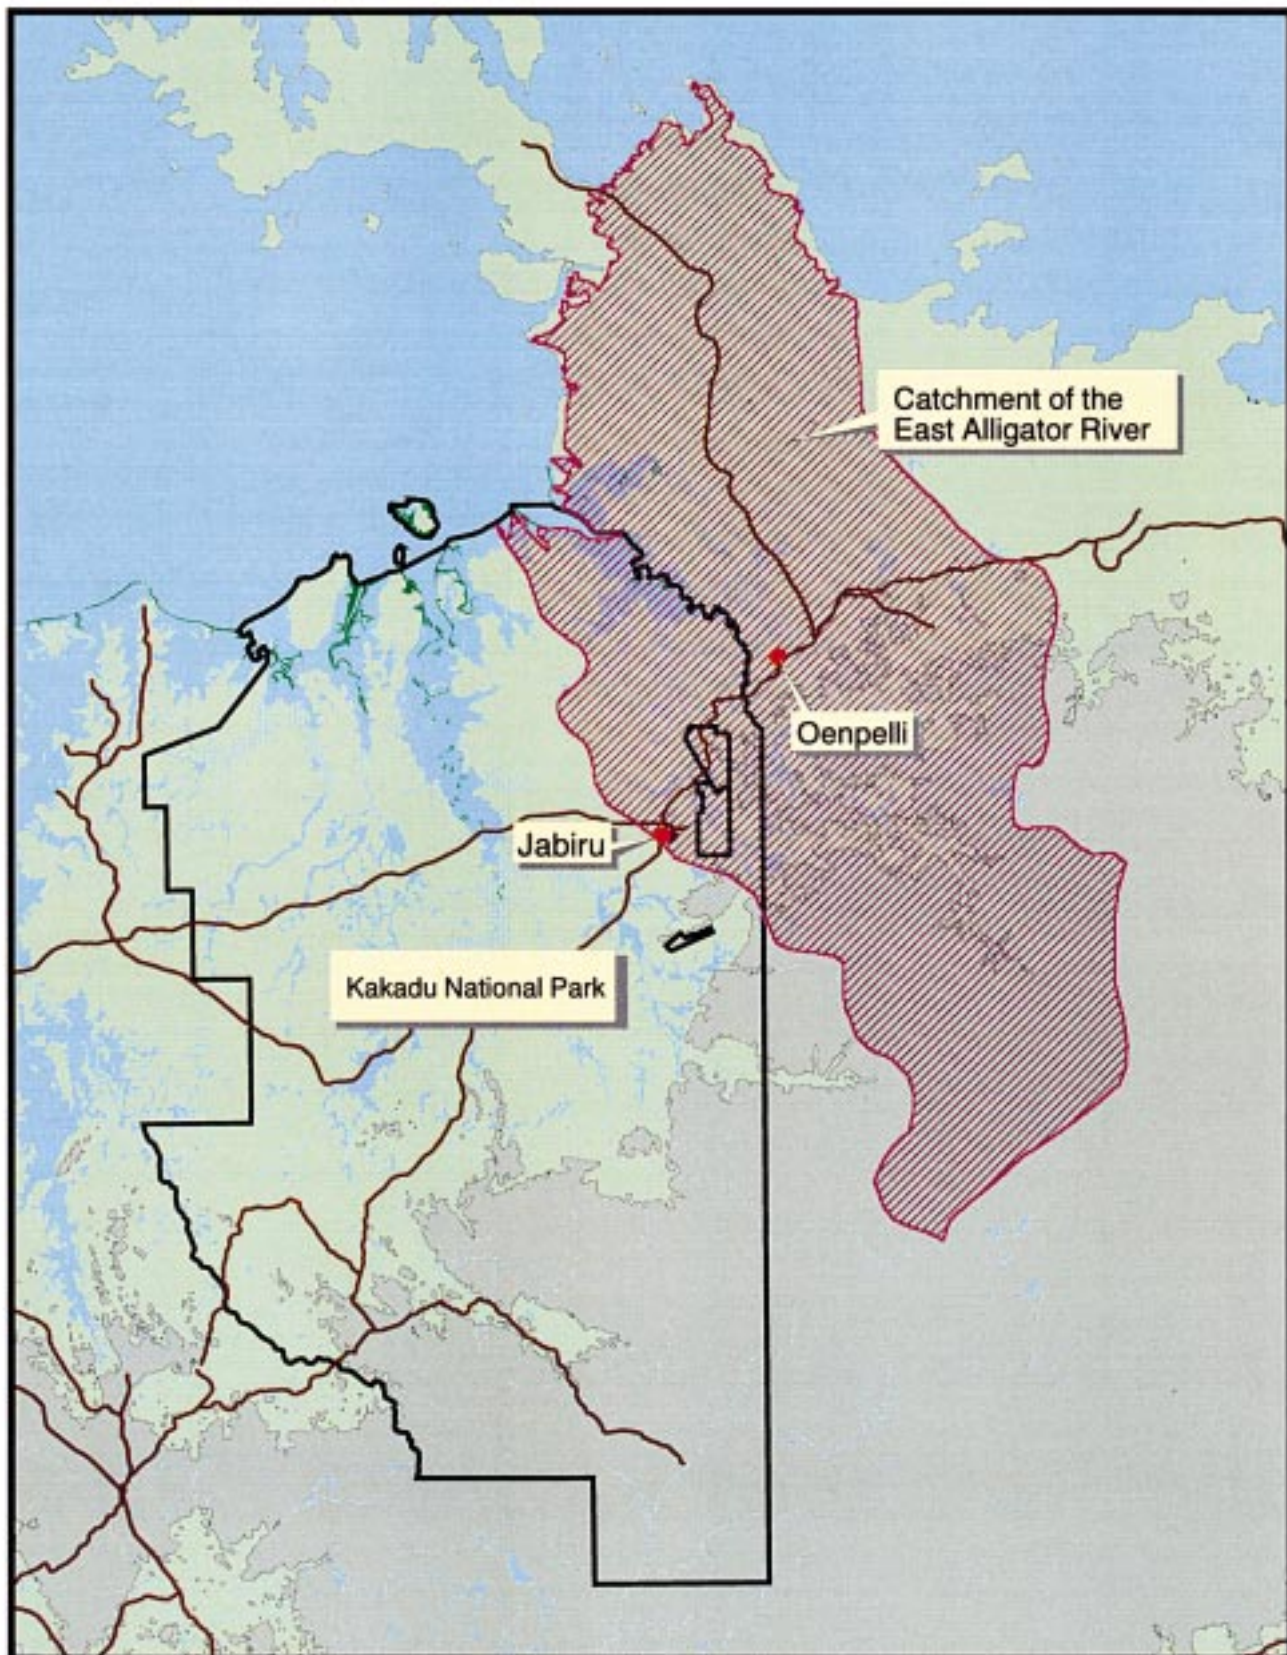 Catchment of the
East Alligator River
Oenpelli
Jabiru
Kakadu National Park